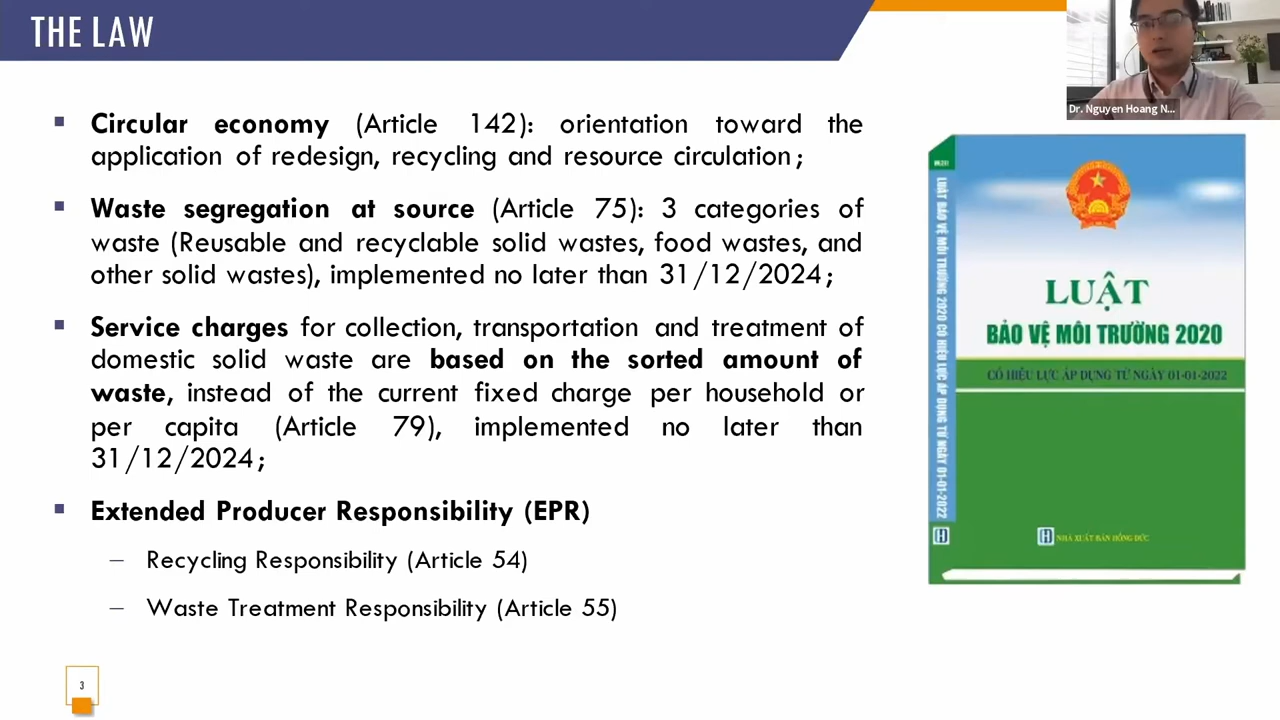 THE LAW
Dr. Nguyen Hoang N...
▪ Circular economy (Article 142): orientation toward the
application of redesign, recycling and resource circulation;
▪ Waste segregation at source (Article 75): 3 categories of
waste (Reusable and recyclable solid wastes, food wastes, and
other solid wastes), implemented no later than 31/12/2024;
▪ Service charges for collection, transportation and treatment of
domestic solid waste are based on the sorted amount of
waste, instead of the current fixed charge per household or
per capita (Article 79), implemented no later than
31/12/2024;
▪ Extended Producer Responsibility (EPR)
– Recycling Responsibility (Article 54)
– Waste Treatment Responsibility (Article 55)
LUẬT BẢO VỆ MÔI TRƯỜNG 2020 CÓ HIỆU LỰC ÁP DỤNG TỪ NGÀY 01-01-2022
LUẬT
BẢO VỆ MÔI TRƯỜNG 2020
CÓ HIỆU LỰC ÁP DỤNG TỪ NGÀY 01-01-2022
NHÀ XUẤT BẢN HỒNG ĐỨC
3